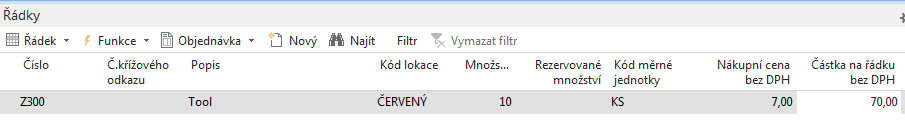 Řádky
Řádek Funkce Objednávka Nový Najít Filtr Vymazat filtr
Číslo Č.křížového odkazu Popis Kód lokace Množs... Rezervované množství Kód měrné jednotky Nákupní cena bez DPH Částka na řádku bez DPH
Z300 Tool ČERVENÝ 10 KS 7,00 70,00